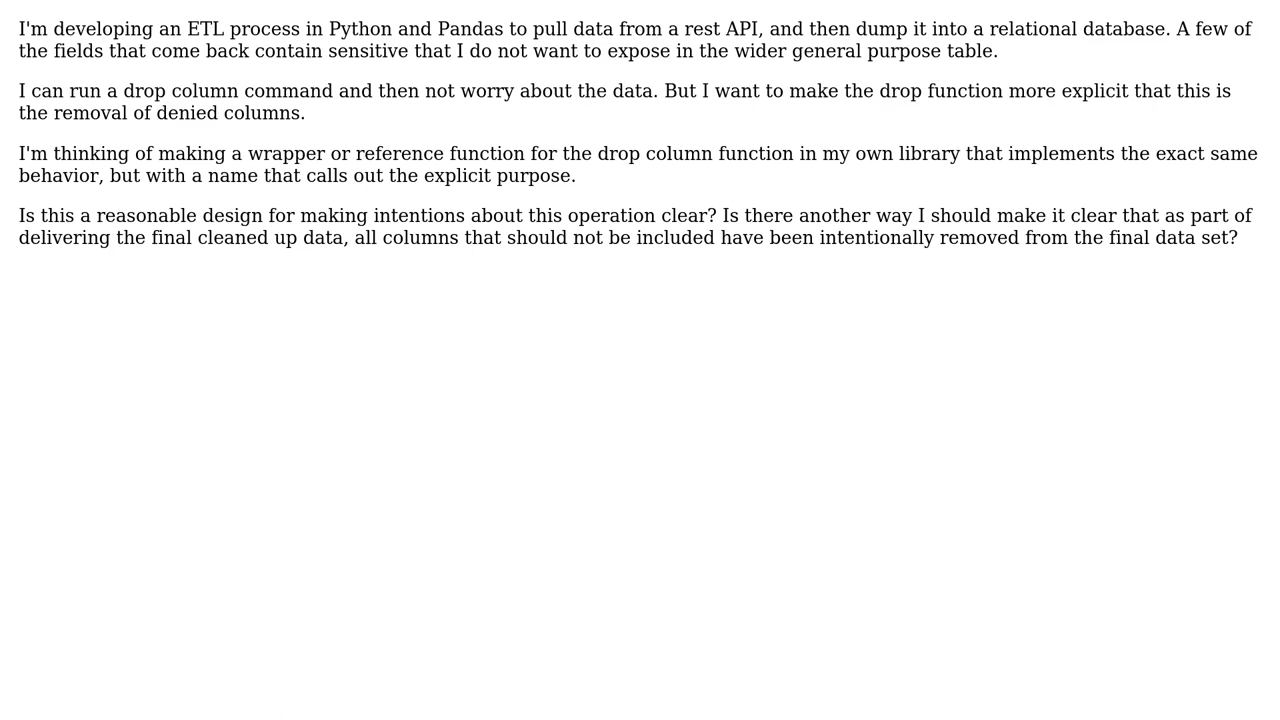 I'm developing an ETL process in Python and Pandas to pull data from a rest API, and then dump it into a relational database. A few of
the fields that come back contain sensitive that I do not want to expose in the wider general purpose table.
I can run a drop column command and then not worry about the data. But I want to make the drop function more explicit that this is
the removal of denied columns.
I'm thinking of making a wrapper or reference function for the drop column function in my own library that implements the exact same
behavior, but with a name that calls out the explicit purpose.
Is this a reasonable design for making intentions about this operation clear? Is there another way I should make it clear that as part of
delivering the final cleaned up data, all columns that should not be included have been intentionally removed from the final data set?